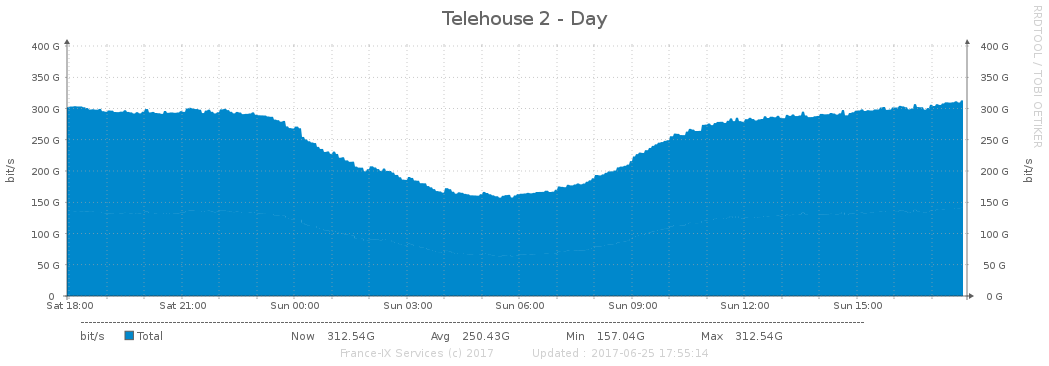 Telehouse 2 - Day
RRDTOOL / TOBI OETIKER
400 G 400 G
350 G 350 G
300 G 300 G
250 G 250 G
200 G 200 G
150 G 150 G
100 G 100 G
50 G 50 G
0 0 G
bit/s bit/s
Sat 18:00 Sat 21:00 Sun 00:00 Sun 03:00 Sun 06:00 Sun 09:00 Sun 12:00 Sun 15:00
bit/s Total Now 312.54G Avg 250.43G Min 157.04G Max 312.54G
France-IX Services (c) 2017 Updated : 2017-06-25 17:55:14